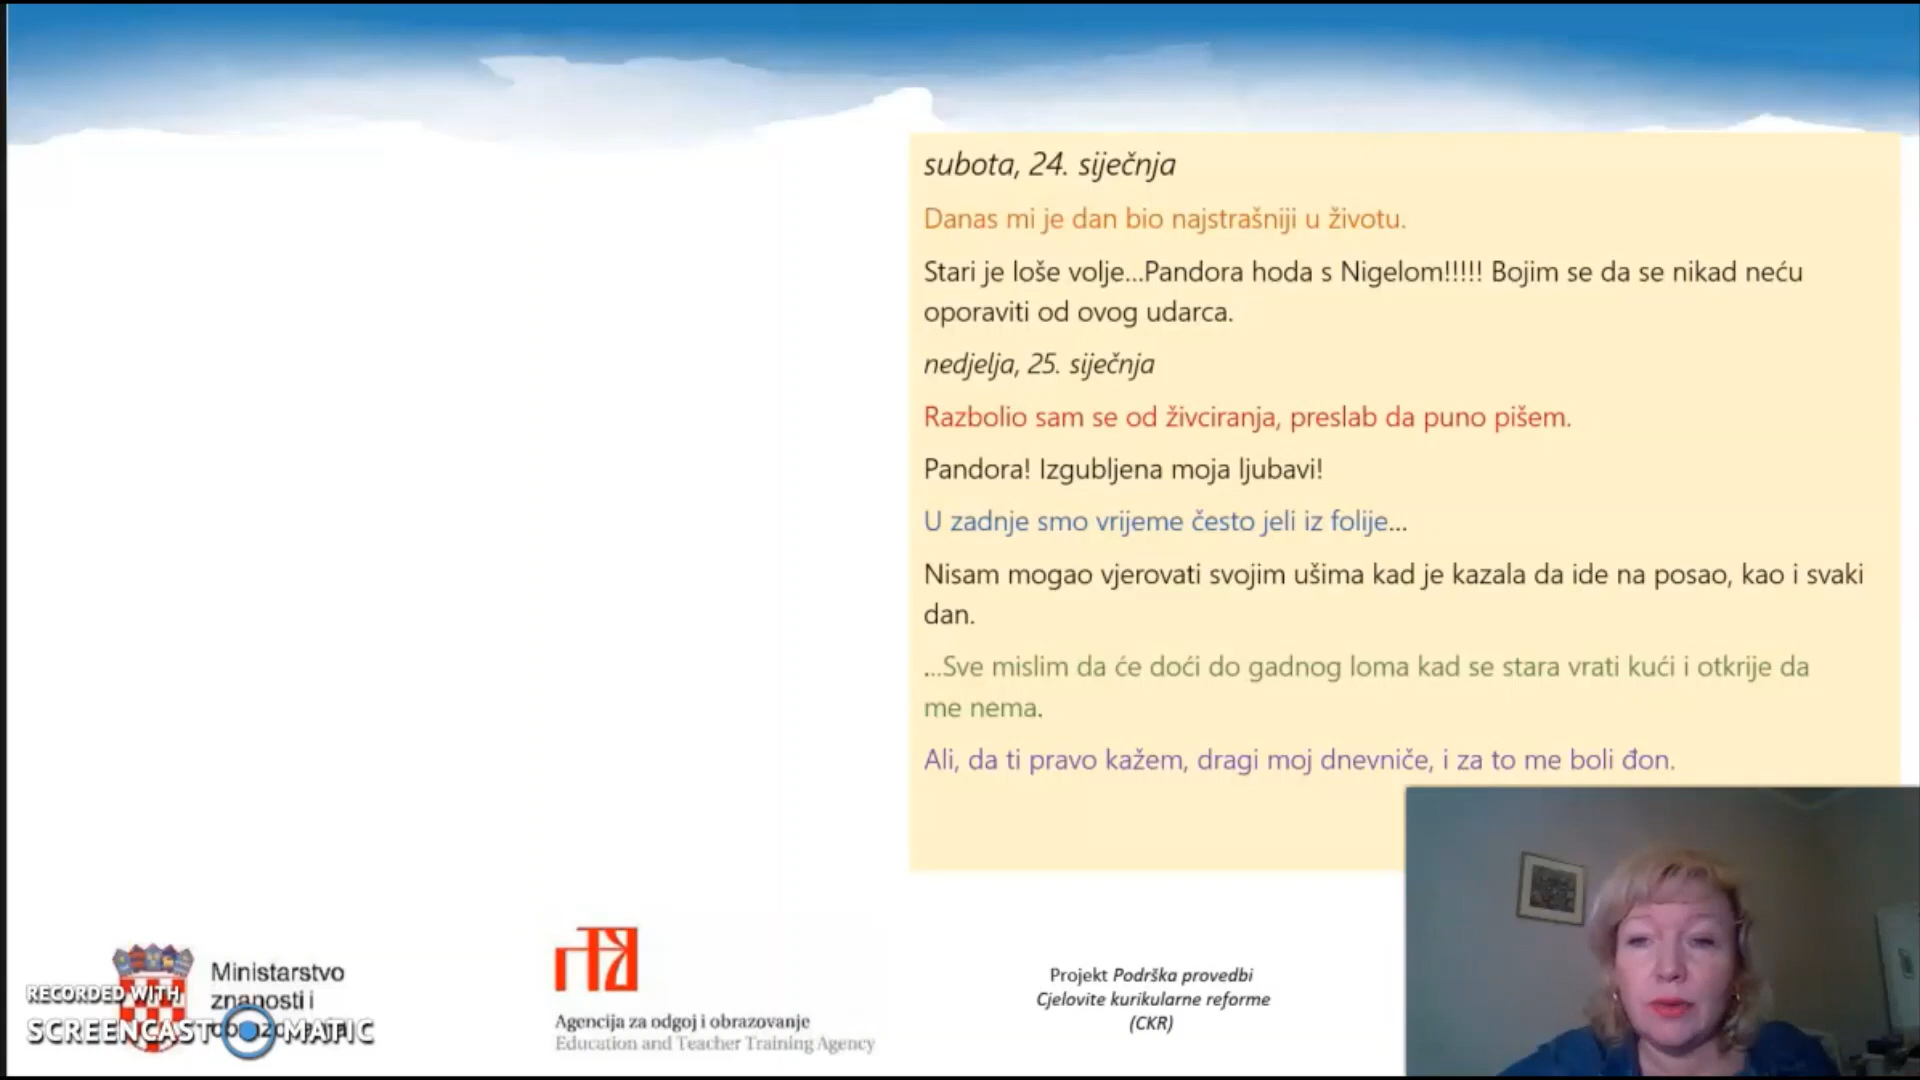 subota, 24. siječnja
Danas mi je dan bio najstrašniji u životu.
Stari je loše volje...Pandora hoda s Nigelom!!!!! Bojim se da se nikad neću
oporaviti od ovog udarca.
nedjelja, 25. siječnja
Razbolio sam se od živciranja, preslab da puno pišem.
Pandora! Izgubljena moja ljubavi!
U zadnje smo vrijeme često jeli iz folije...
Nisam mogao vjerovati svojim ušima kad je kazala da ide na posao, kao i svaki
dan.
...Sve mislim da će doći do gadnog loma kad se stara vrati kući i otkrije da
me nema.
Ali, da ti pravo kažem, dragi moj dnevniče, i za to me boli đon.
Ministarstvo
znanosti i
RECORDED WITH
SCREENCAST-O-MATIC
Agencija za odgoj i obrazovanje
Education and Teacher Training Agency
Projekt Podrška provedbi
Cjelovite kurikularne reforme
(CKR)